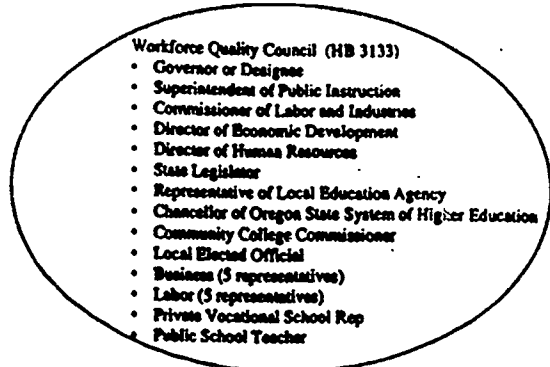 Workforce Quality Council (HB 3133)
• Governor or Designee
• Superintendent of Public Instruction
• Commissioner of Labor and Industries
• Director of Economic Development
• Director of Human Resources
• State Legislator
• Representative of Local Education Agency
• Chancellor of Oregon State System of Higher Education
• Community College Commissioner
• Local Elected Official
• Business (5 representatives)
• Labor (5 representatives)
• Private Vocational School Rep
• Public School Teacher